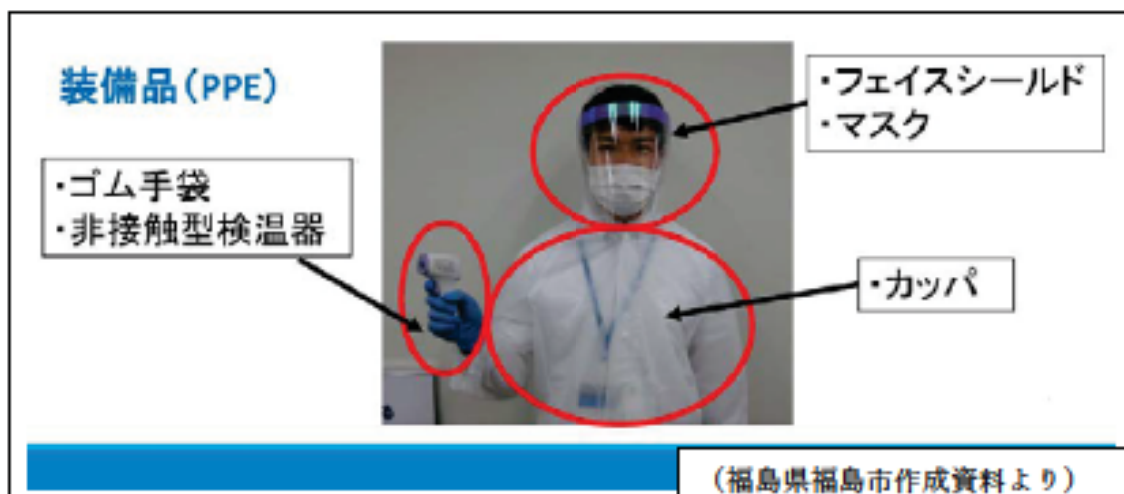 装備品（PPE）
・フェイスシールド
・マスク
・ゴム手袋
・非接触型検温器
・カッパ
（福島県福島市作成資料より）